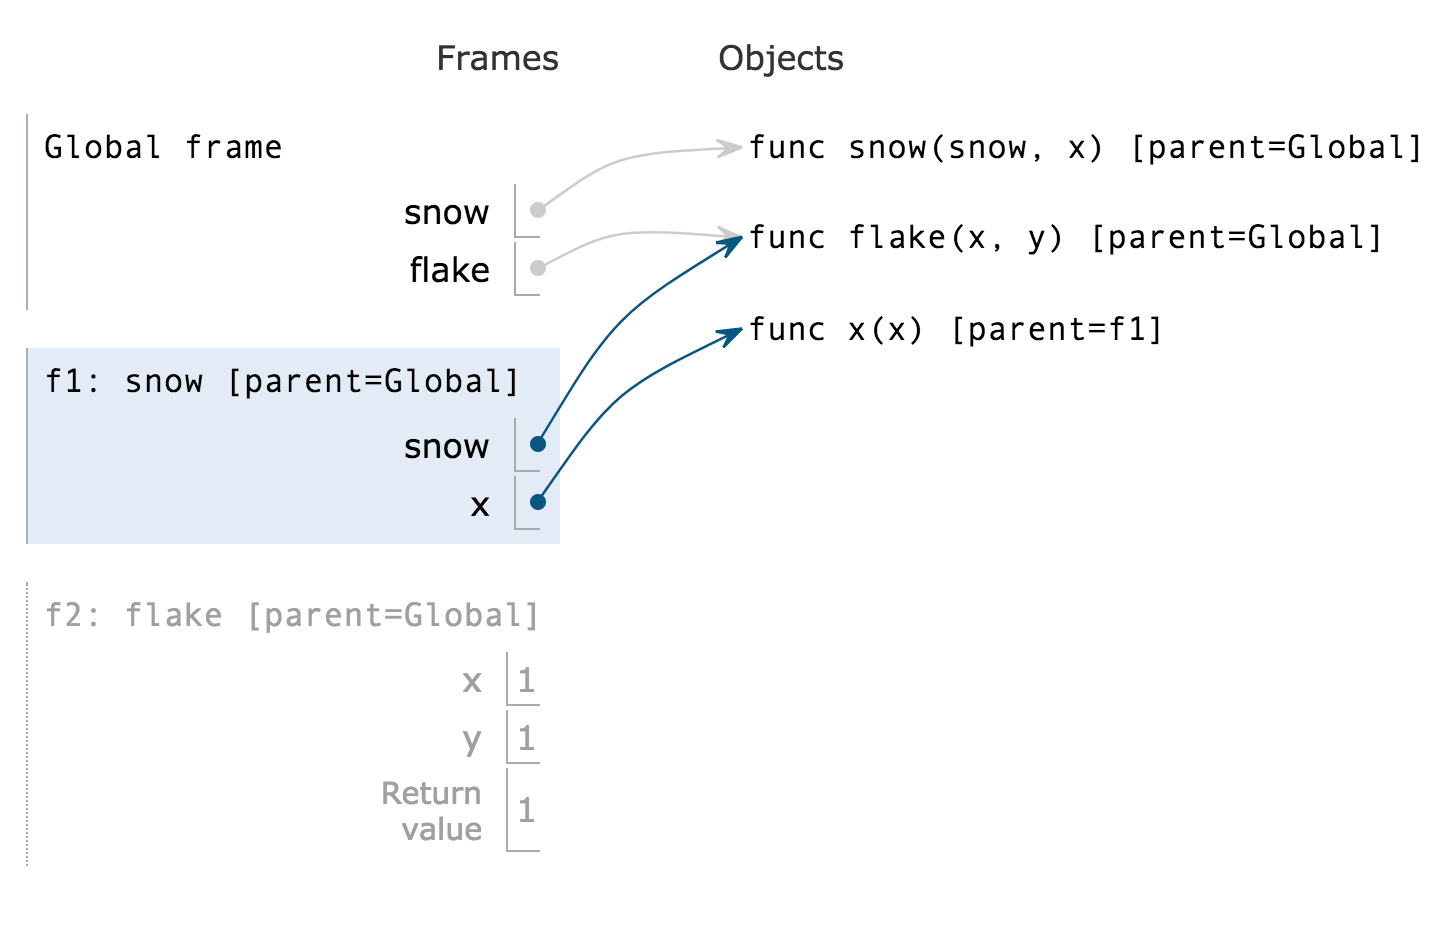 Frames
Objects
Global frame
snow
flake
func snow(snow, x) [parent=Global]
func flake(x, y) [parent=Global]
func x(x) [parent=f1]
f1: snow [parent=Global]
snow
x
f2: flake [parent=Global]
x 1
y 1
Return
value 1